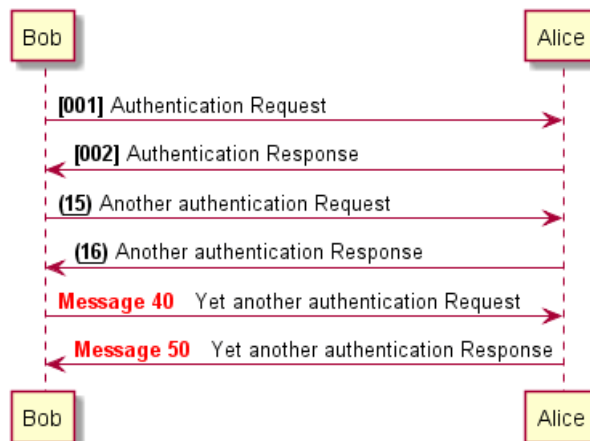 Bob Alice
[001] Authentication Request
[002] Authentication Response
(15) Another authentication Request
(16) Another authentication Response
Message 40 Yet another authentication Request
Message 50 Yet another authentication Response
Bob Alice